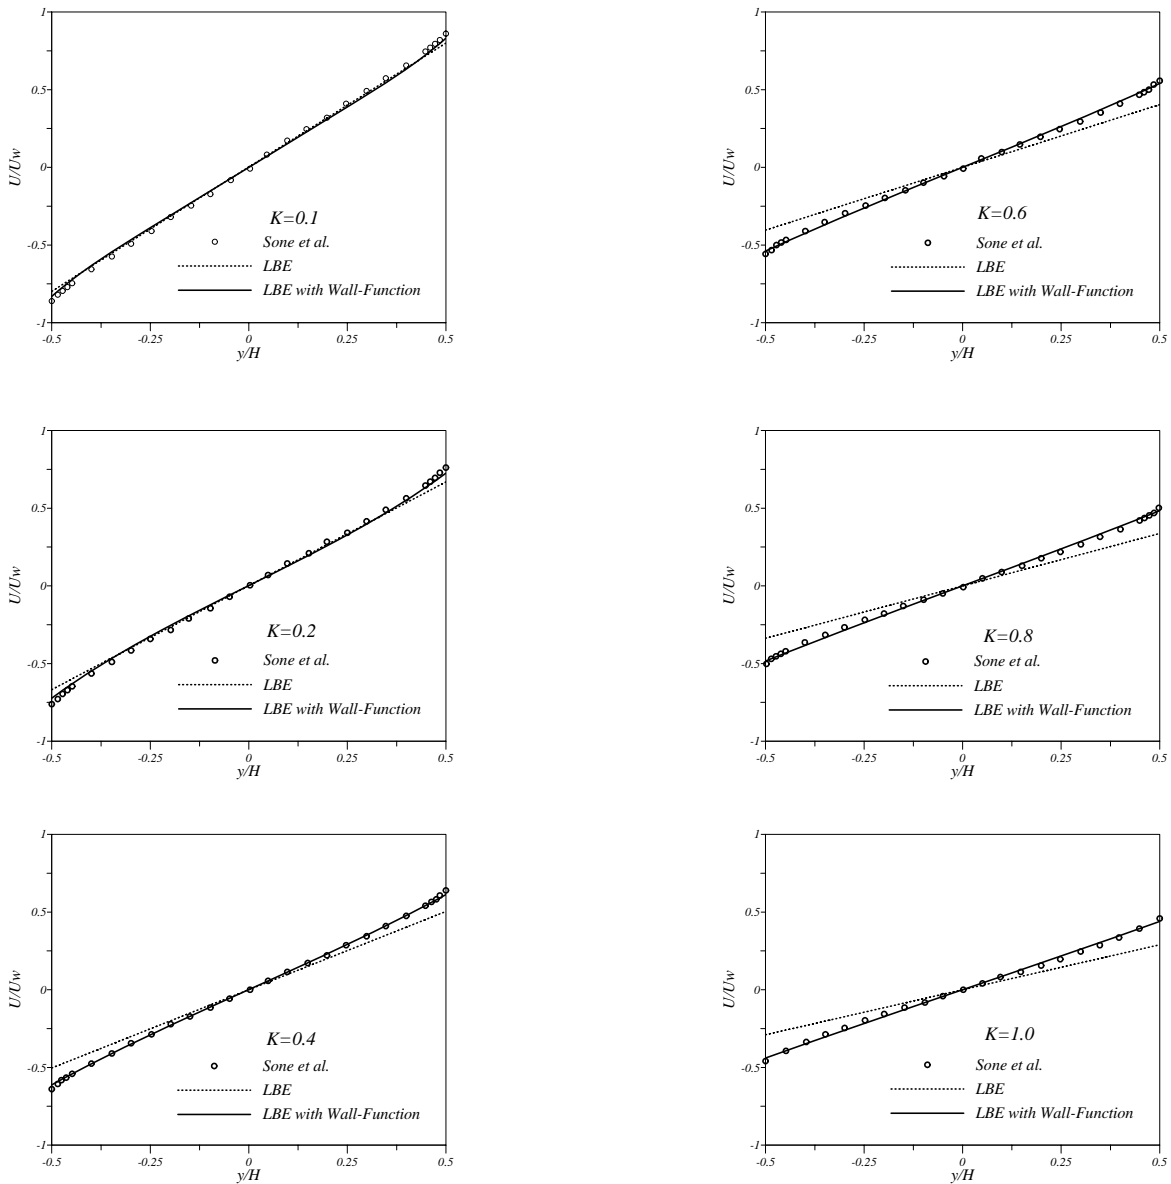 1
0.5
0
-0.5
-1
U/Uw
-0.5
-0.25
0
0.25
0.5
y/H
K=0.1
Sone et al.
LBE
LBE with Wall-Function
1
0.5
0
-0.5
-1
U/Uw
-0.5
-0.25
0
0.25
0.5
y/H
K=0.6
Sone et al.
LBE
LBE with Wall-Function
1
0.5
0
-0.5
-1
U/Uw
-0.5
-0.25
0
0.25
0.5
y/H
K=0.2
Sone et al.
LBE
LBE with Wall-Function
1
0.5
0
-0.5
-1
U/Uw
-0.5
-0.25
0
0.25
0.5
y/H
K=0.8
Sone et al.
LBE
LBE with Wall-Function
1
0.5
0
-0.5
-1
U/Uw
-0.5
-0.25
0
0.25
0.5
y/H
K=0.4
Sone et al.
LBE
LBE with Wall-Function
1
0.5
0
-0.5
-1
U/Uw
-0.5
-0.25
0
0.25
0.5
y/H
K=1.0
Sone et al.
LBE
LBE with Wall-Function